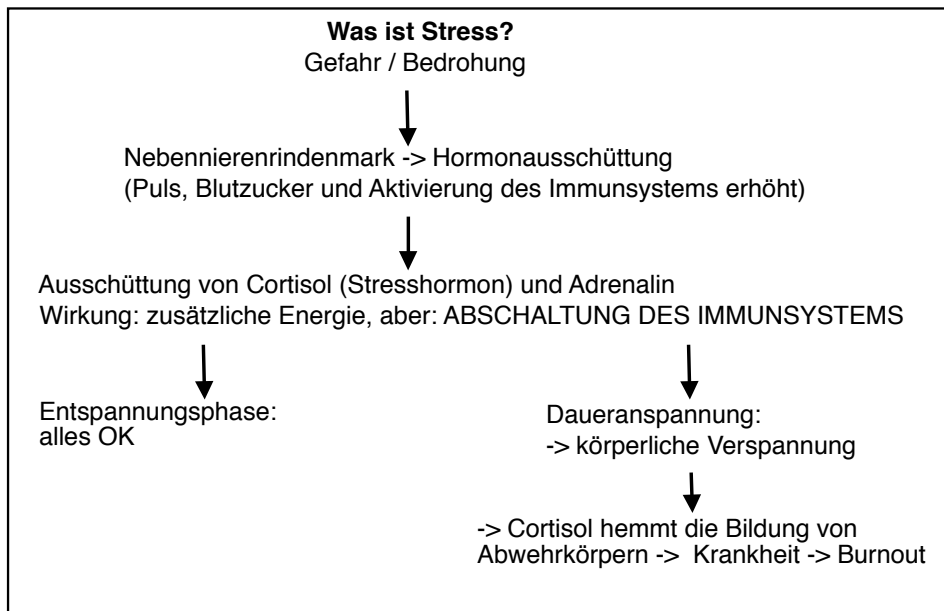 Was ist Stress?
Gefahr / Bedrohung
Nebennierenrindenmark -> Hormonausschüttung
(Puls, Blutzucker und Aktivierung des Immunsystems erhöht)
Ausschüttung von Cortisol (Stresshormon) und Adrenalin
Wirkung: zusätzliche Energie, aber: ABSCHALTUNG DES IMMUNSYSTEMS
Entspannungsphase:
alles OK
Daueranspannung:
-> körperliche Verspannung
-> Cortisol hemmt die Bildung von
Abwehrkörpern -> Krankheit -> Burnout